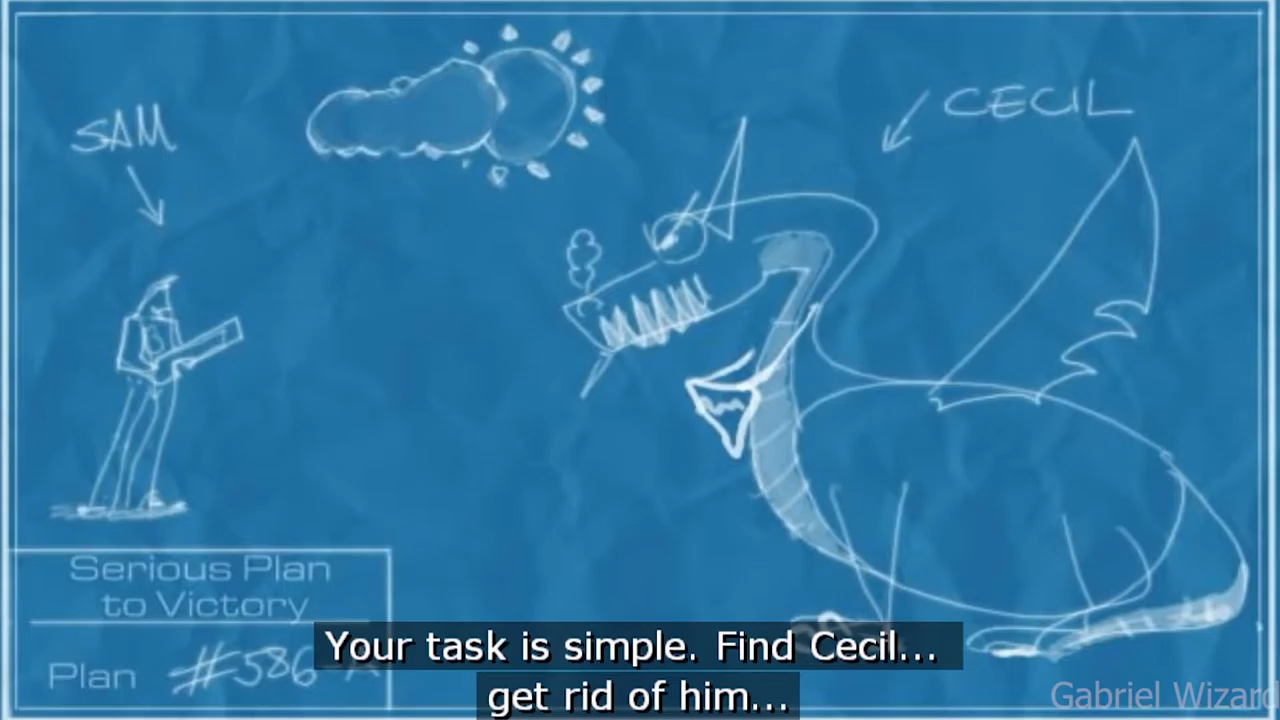 SAM
CECIL
Serious Plan
to Victory
Plan #586-A
Your task is simple. Find Cecil...
get rid of him...
Gabriel Wizard